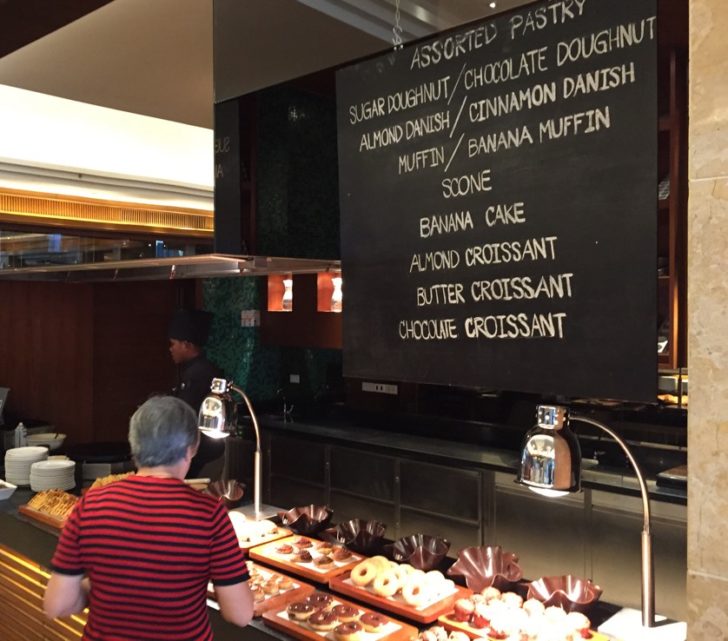 ASSORTED PASTRY
SUGAR DOUGHNUT / CHOCOLATE DOUGHNUT
ALMOND DANISH / CINNAMON DANISH
MUFFIN / BANANA MUFFIN
SCONE
BANANA CAKE
ALMOND CROISSANT
BUTTER CROISSANT
CHOCOLATE CROISSANT